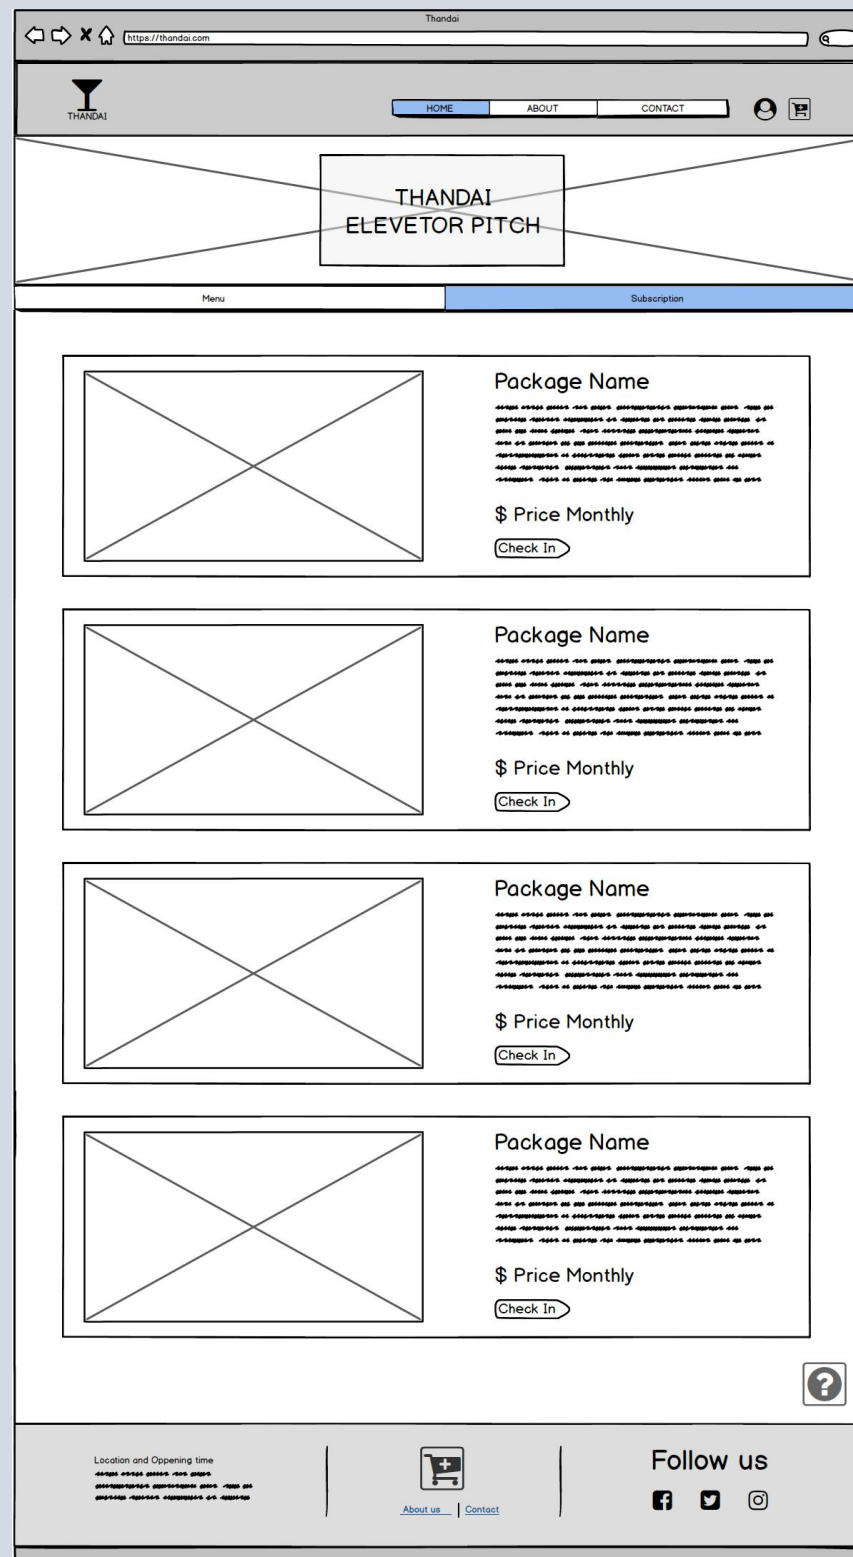 Thandai
https://thandai.com
THANDAI
HOME ABOUT CONTACT
THANDAI
ELEVETOR PITCH
Menu Subscription
Package Name
$ Price Monthly
Check In
Package Name
$ Price Monthly
Check In
Package Name
$ Price Monthly
Check In
Package Name
$ Price Monthly
Check In
?
Location and Oppening time
About us Contact
Follow us